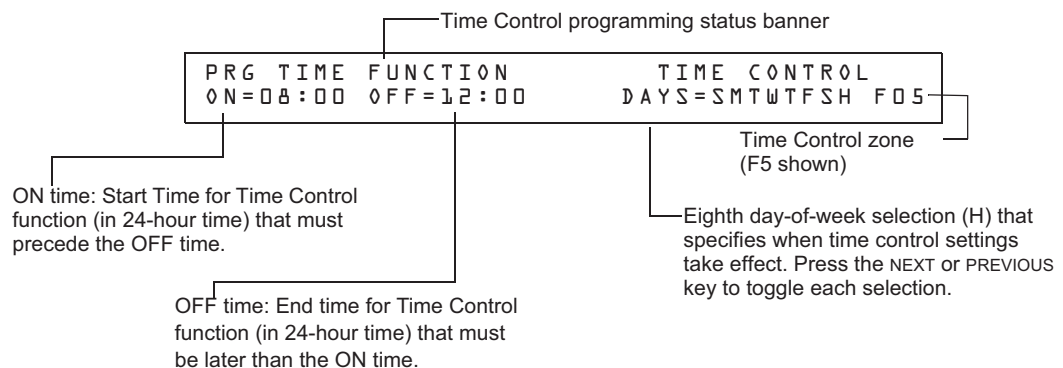 Time Control programming status banner
PRG TIME FUNCTION TIME CONTROL
ON=08:00 OFF=12:00 DAYS=SMTWTFSH F05
Time Control zone
(F5 shown)
ON time: Start Time for Time Control
function (in 24-hour time) that must
precede the OFF time.
Eighth day-of-week selection (H) that
specifies when time control settings
take effect. Press the NEXT or PREVIOUS
key to toggle each selection.
OFF time: End time for Time Control
function (in 24-hour time) that must
be later than the ON time.